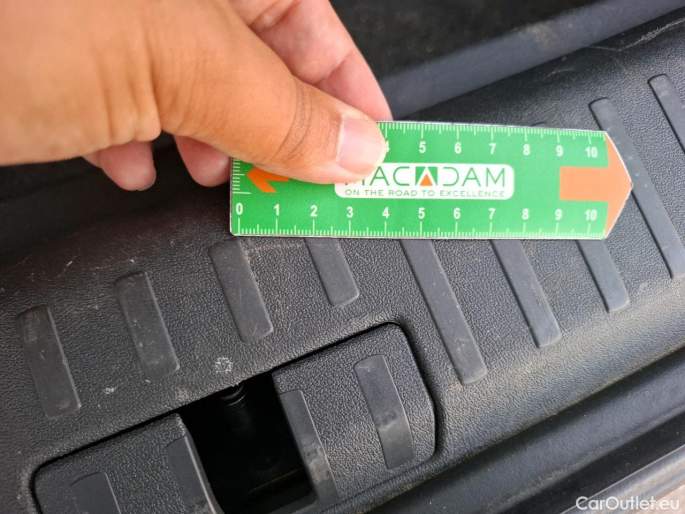 4 5 6 7 8 9 10
MACADAM
ON THE ROAD TO EXCELLENCE
0 1 2 3 4 5 6 7 8 9 10
CarOutlet.eu